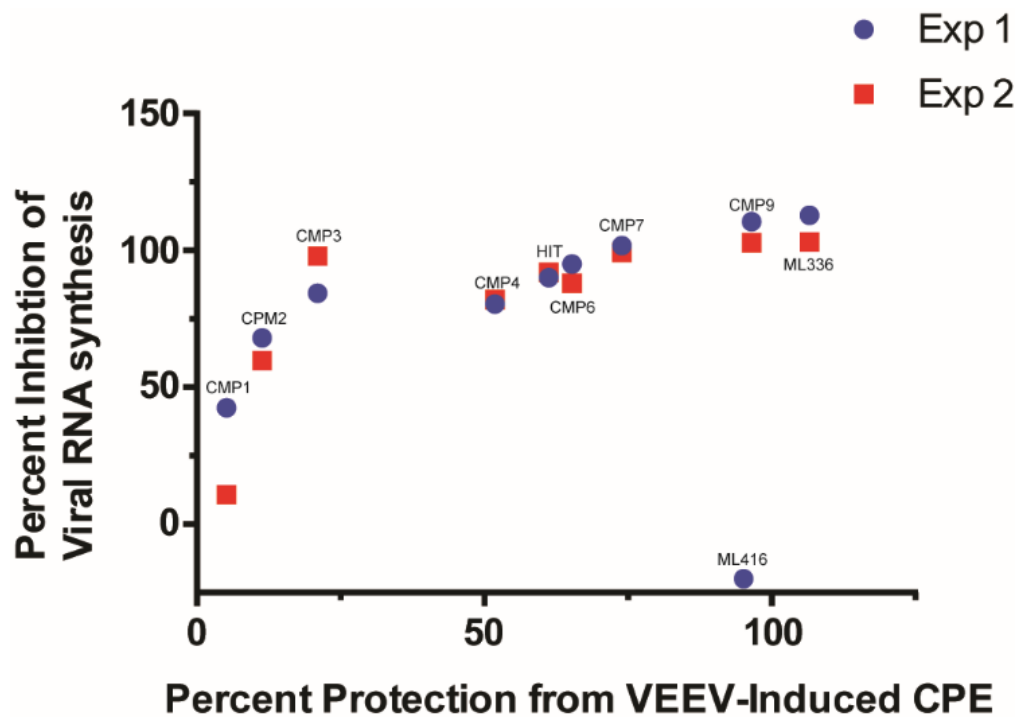 Exp 1
Exp 2
150
100
50
0
Percent Inhibtion of
Viral RNA synthesis
CMP1
CPM2
CMP3
CMP4
HIT
CMP6
CMP7
CMP9
ML336
ML416
0
50
100
Percent Protection from VEEV-Induced CPE